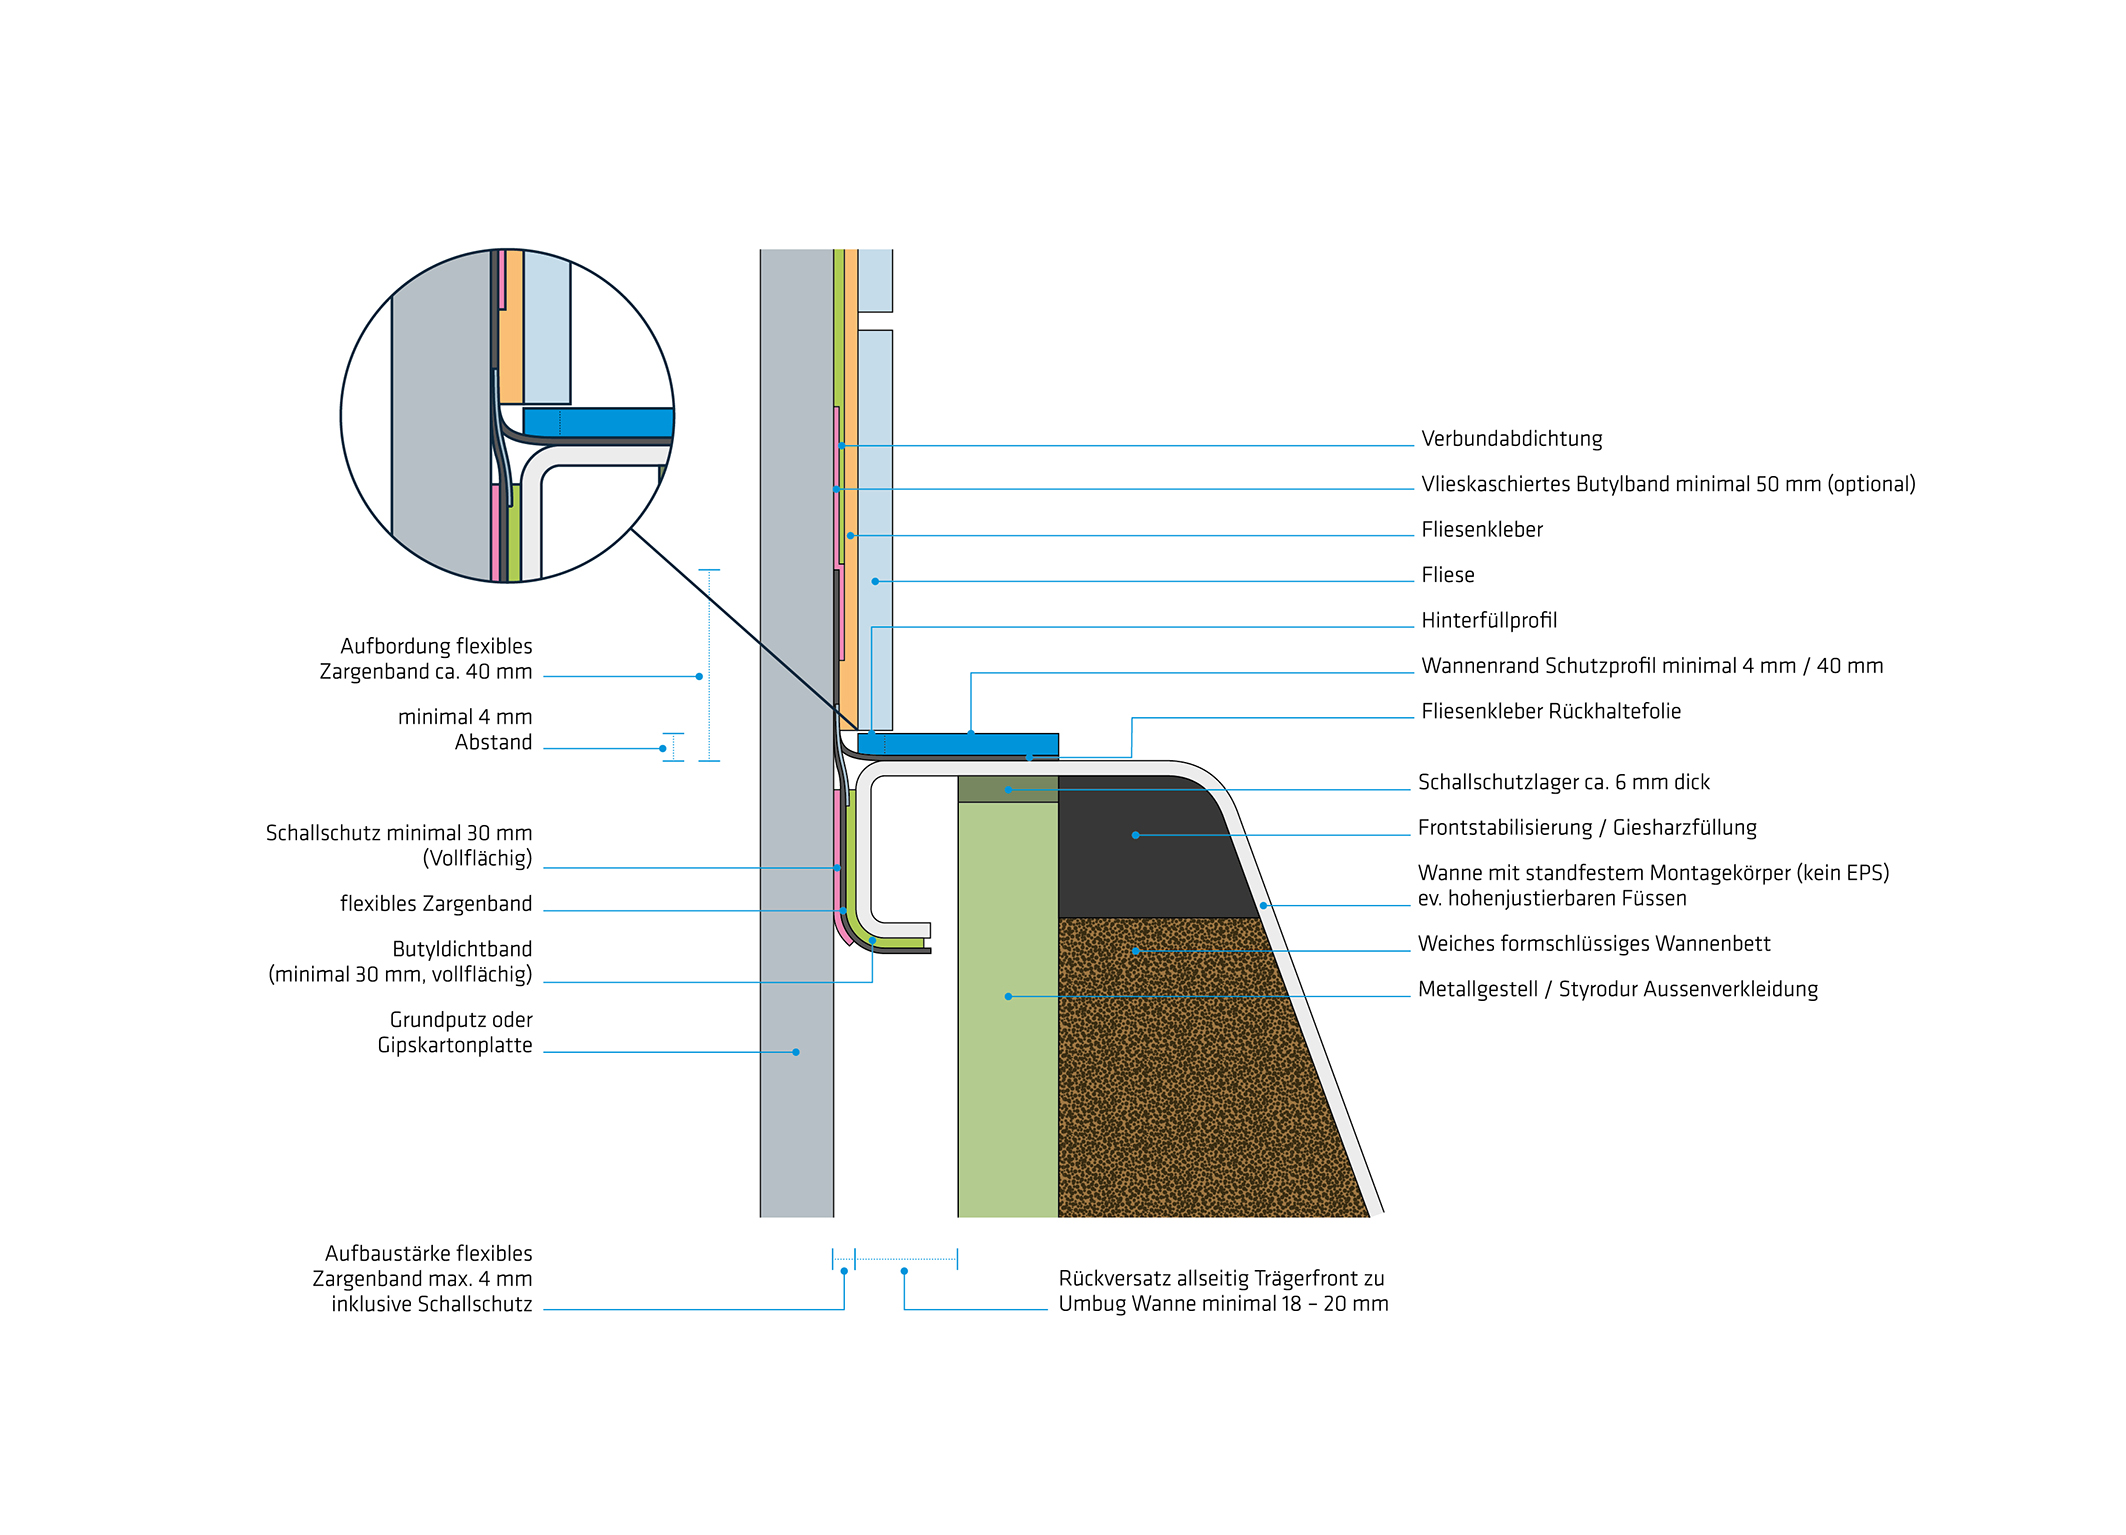 Verbundabdichtung
Vlieskaschiertes Butylband minimal 50 mm (optional)
Fliesenkleber
Fliese
Hinterfüllprofil
Wannenrand Schutzprofil minimal 4 mm / 40 mm
Fliesenkleber Rückhaltefolie
Schallschutzlager ca. 6 mm dick
Frontstabilisierung / Giesharzfüllung
Wanne mit standfestem Montagekörper (kein EPS)
ev. hohenjustierbaren Füssen
Weiches formschlüssiges Wannenbett
Metallgestell / Styrodur Aussenverkleidung
Aufbordung flexibles
Zargenband ca. 40 mm
minimal 4 mm
Abstand
Schallschutz minimal 30 mm
(Vollflächig)
flexibles Zargenband
Butyldichtband
(minimal 30 mm, vollflächig)
Grundputz oder
Gipskartonplatte
Aufbaustärke flexibles
Zargenband max. 4 mm
inklusive Schallschutz
Rückversatz allseitig Trägerfront zu
Umbug Wanne minimal 18 – 20 mm